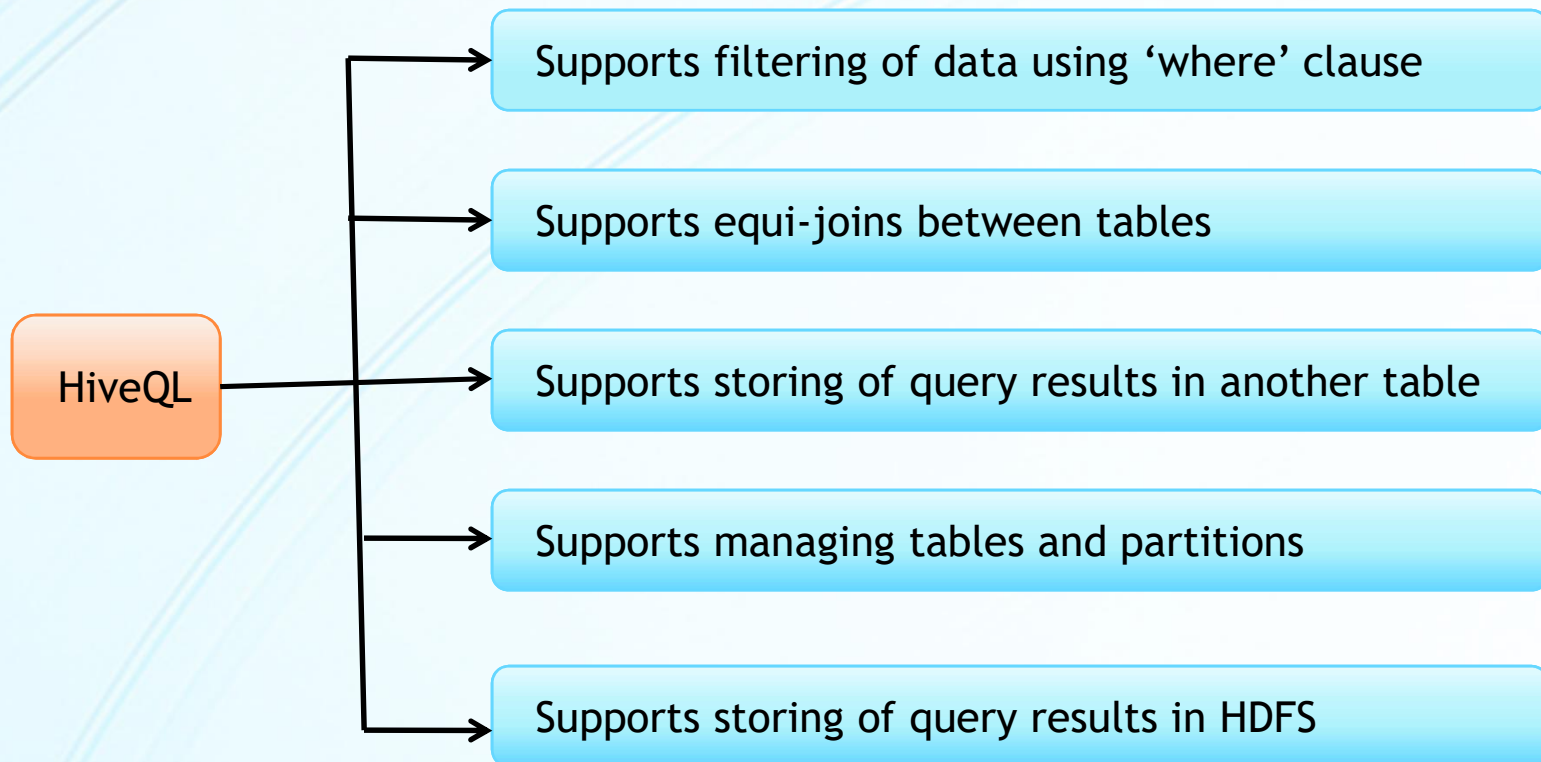 Supports filtering of data using ‘where’ clause
Supports equi-joins between tables
HiveQL
Supports storing of query results in another table
Supports managing tables and partitions
Supports storing of query results in HDFS